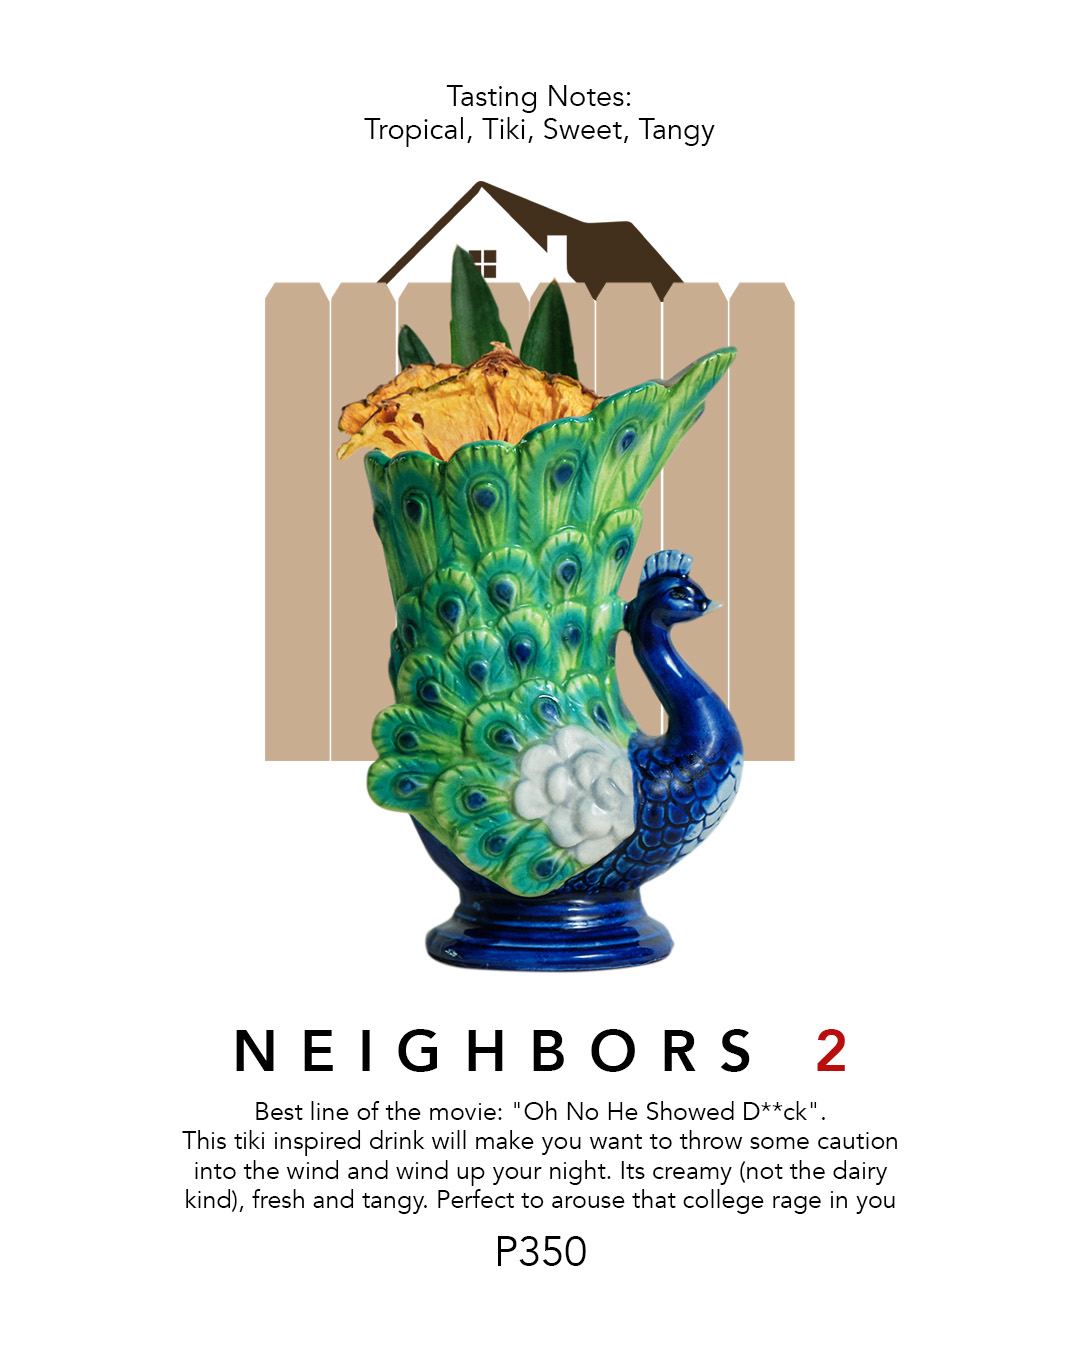 Tasting Notes:
Tropical, Tiki, Sweet, Tangy
NEIGHBORS 2
Best line of the movie: "Oh No He Showed D**ck".
This tiki inspired drink will make you want to throw some caution
into the wind and wind up your night. Its creamy (not the dairy
kind), fresh and tangy. Perfect to arouse that college rage in you
P350